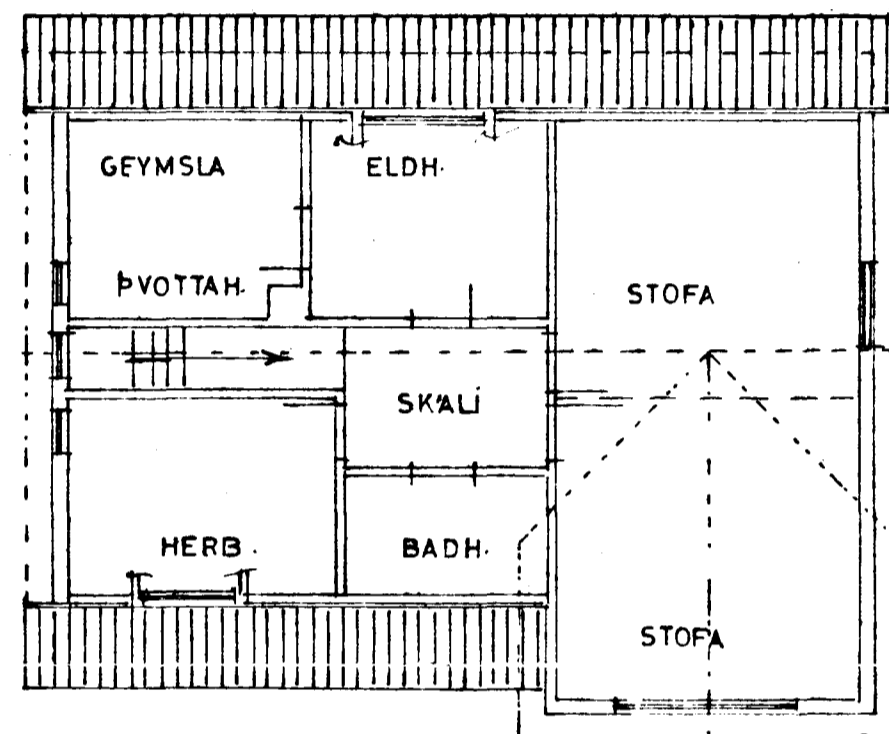 GEYMSLA
ELDH.
ÞVOTTAH.
STOFA
SKÁLI
HERB.
BADH.
STOFA